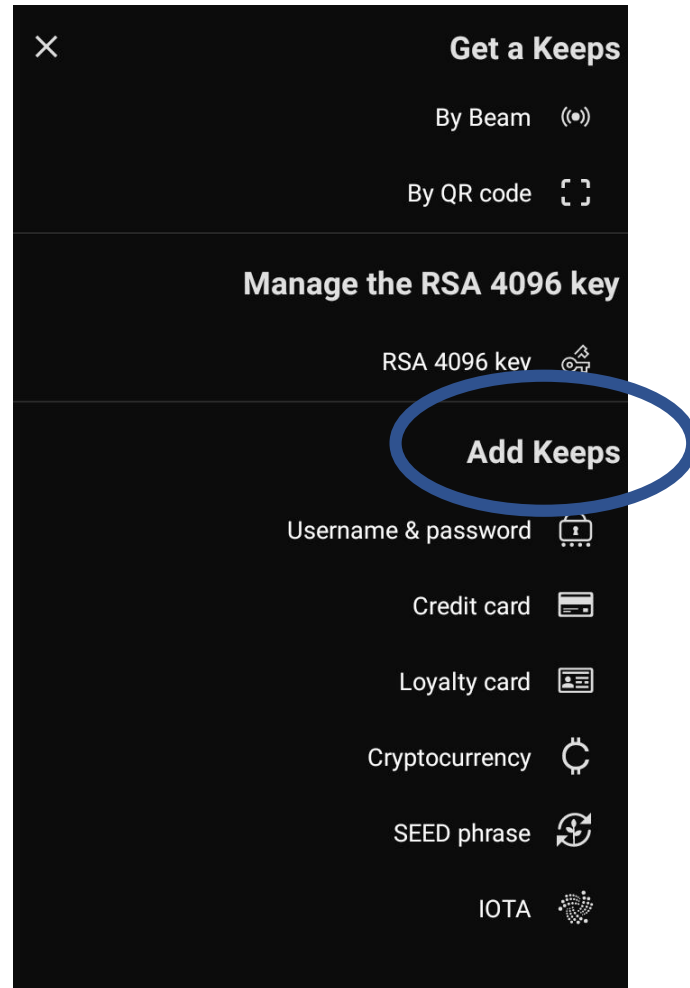 Get a Keeps
By Beam
By QR code
Manage the RSA 4096 key
RSA 4096 key
Add Keeps
Username & password
Credit card
Loyalty card
Cryptocurrency
SEED phrase
IOTA